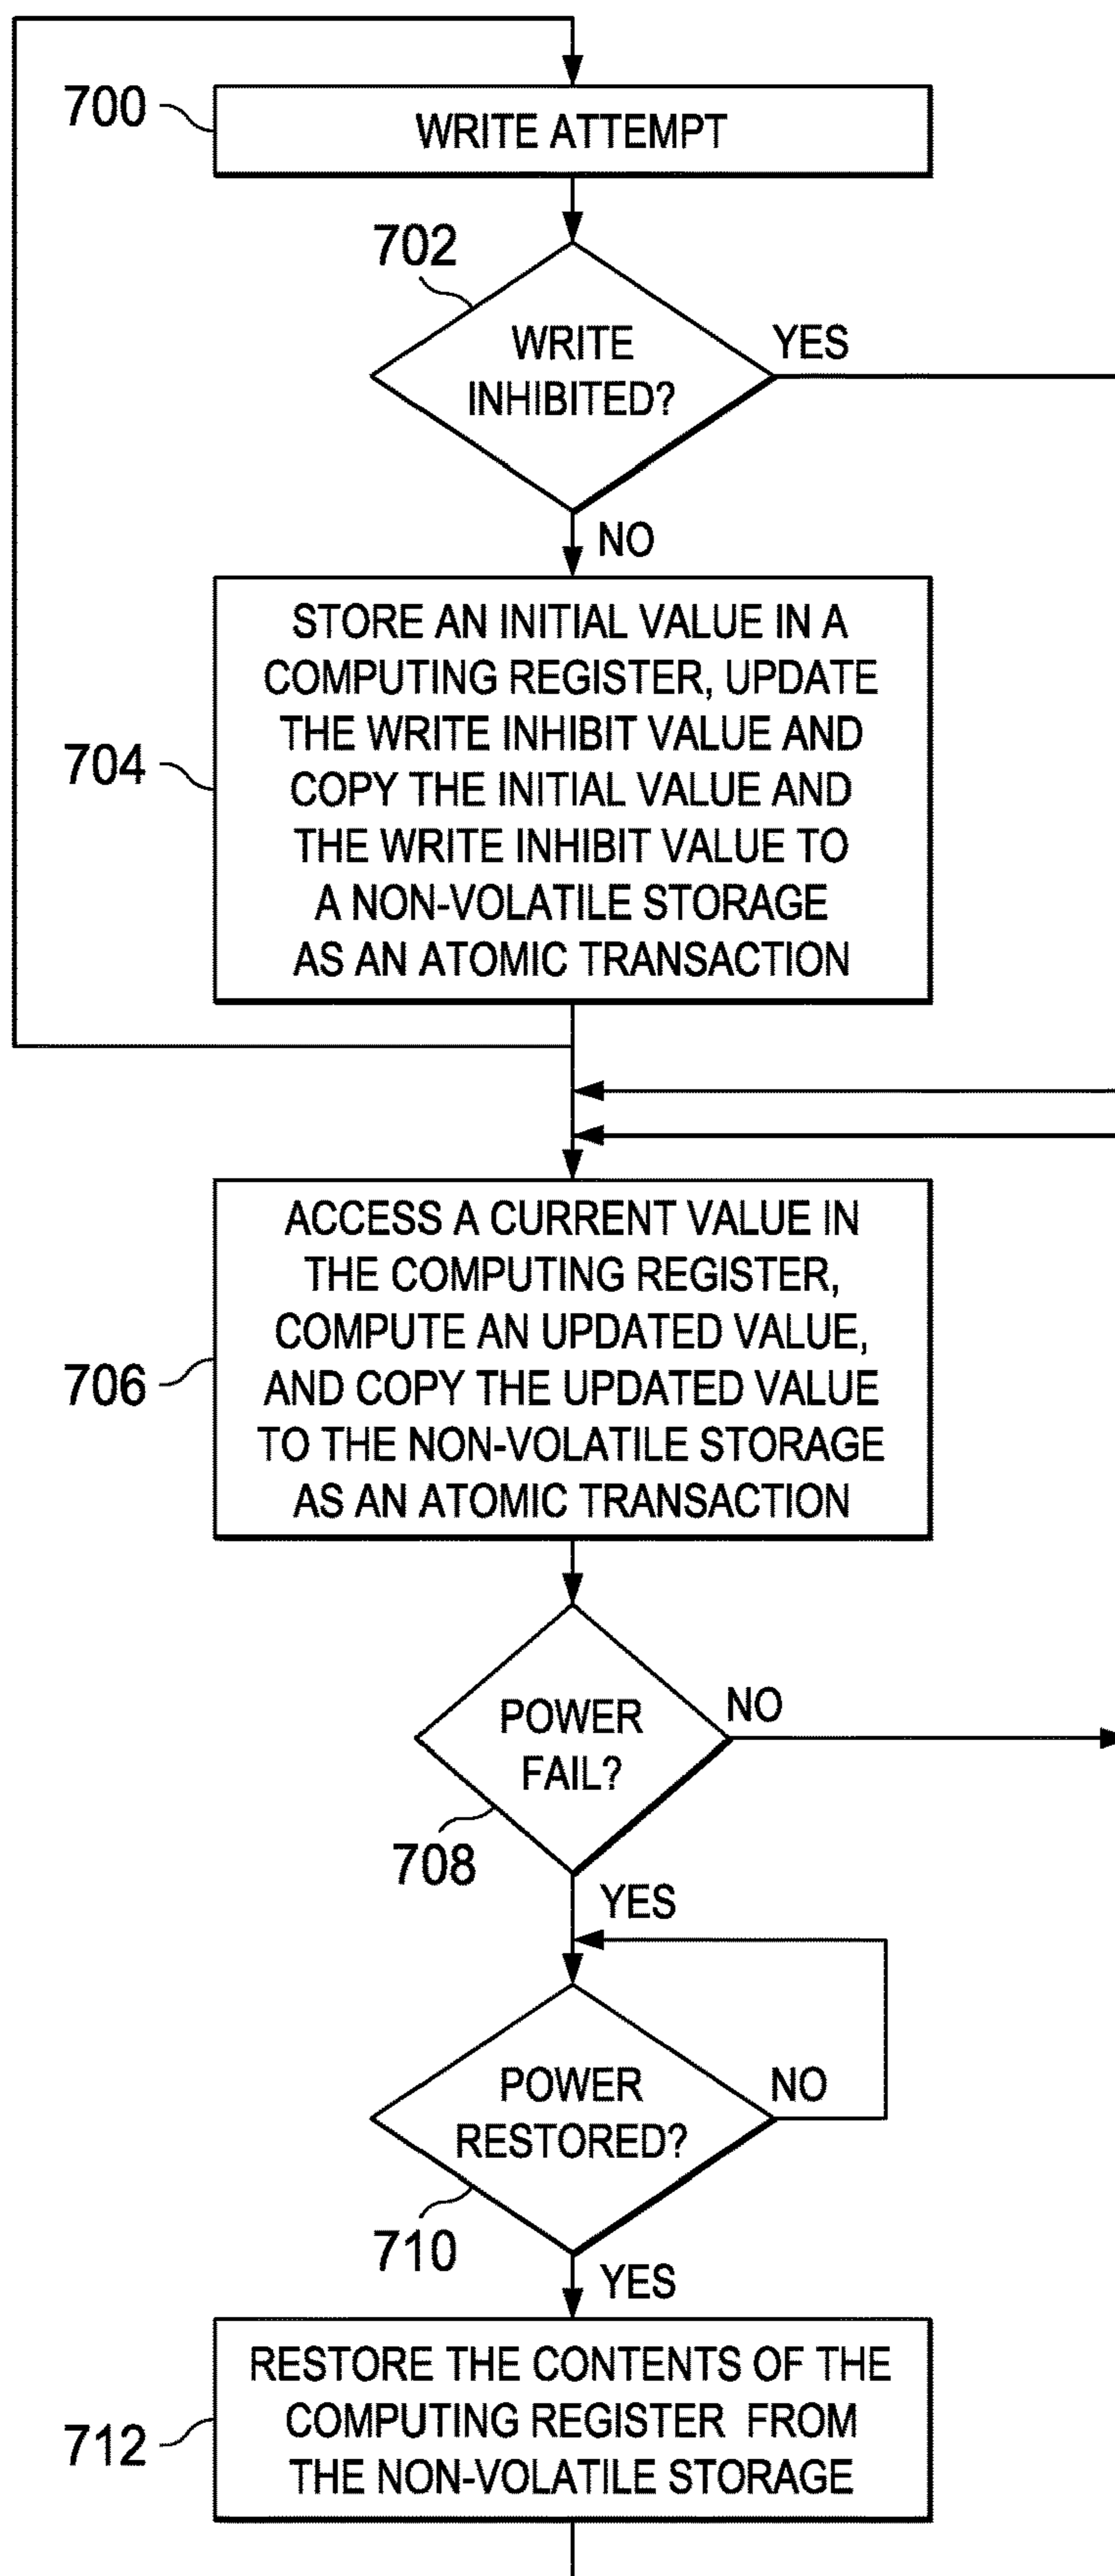 700
WRITE ATTEMPT
702
WRITE
INHIBITED?
YES
NO
704
STORE AN INITIAL VALUE IN A
COMPUTING REGISTER, UPDATE
THE WRITE INHIBIT VALUE AND
COPY THE INITIAL VALUE AND
THE WRITE INHIBIT VALUE TO
A NON-VOLATILE STORAGE
AS AN ATOMIC TRANSACTION
706
ACCESS A CURRENT VALUE IN
THE COMPUTING REGISTER,
COMPUTE AN UPDATED VALUE,
AND COPY THE UPDATED VALUE
TO THE NON-VOLATILE STORAGE
AS AN ATOMIC TRANSACTION
POWER
FAIL?
NO
708
YES
POWER
RESTORED?
NO
710
YES
712
RESTORE THE CONTENTS OF THE
COMPUTING REGISTER FROM
THE NON-VOLATILE STORAGE